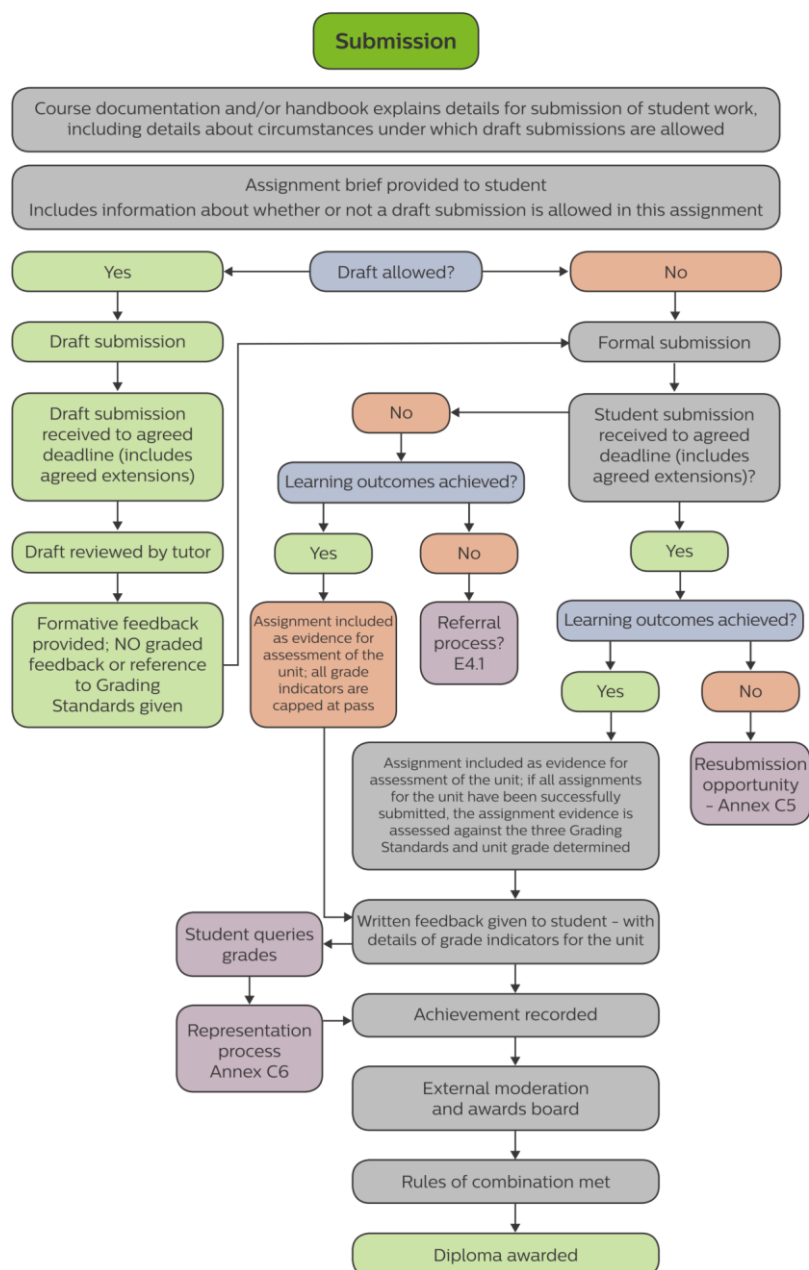 Submission
Course documentation and/or handbook explains details for submission of student work,
including details about circumstances under which draft submissions are allowed
Assignment brief provided to student
Includes information about whether or not a draft submission is allowed in this assignment
Yes
Draft allowed?
No
Draft submission
Formal submission
Draft submission
received to agreed
deadline (includes
agreed extensions)
No
Student submission
received to agreed
deadline (includes
agreed extensions)?
Learning outcomes achieved?
Draft reviewed by tutor
Yes
No
Yes
Formative feedback
provided; NO graded
feedback or reference
to Grading
Standards given
Assignment included
as evidence for
assessment of the
unit; all grade
indicators are
capped at pass
Referral
process?
E4.1
Learning outcomes achieved?
Yes
No
Assignment included as evidence for
assessment of the unit; if all assignments
for the unit have been successfully
submitted, the assignment evidence is
assessed against the three Grading
Standards and unit grade determined
Resubmission
opportunity
- Annex C5
Written feedback given to student - with
details of grade indicators for the unit
Student queries
grades
Representation
process
Annex C6
Achievement recorded
External moderation
and awards board
Rules of combination met
Diploma awarded